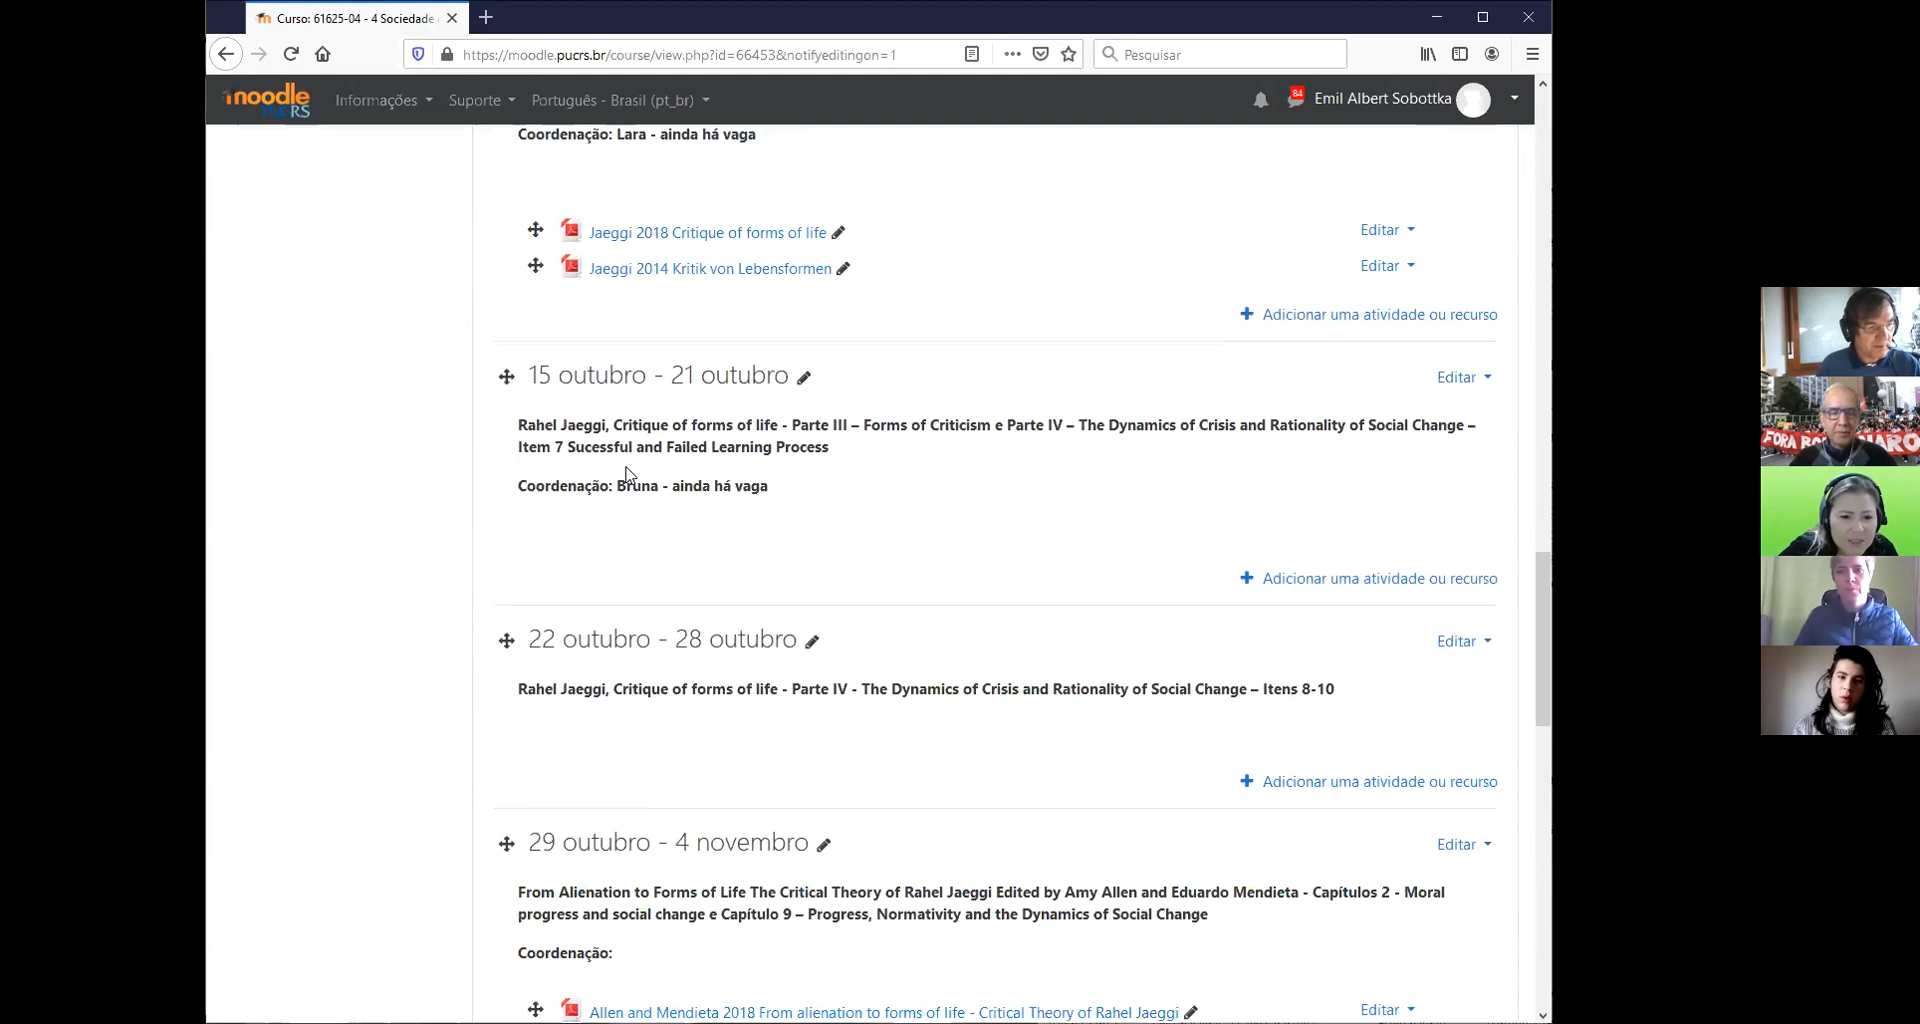 Curso: 61625-04 - 4 Sociedade
https://moodle.pucrs.br/course/view.php?id=66453&notifyeditingon=1
Pesquisar
moodle
RS
Informações
Suporte
Português - Brasil (pt_br)
84
Emil Albert Sobottka
Coordenação: Lara - ainda há vaga
Jaeggi 2018 Critique of forms of life
Editar
Jaeggi 2014 Kritik von Lebensformen
Editar
Adicionar uma atividade ou recurso
15 outubro - 21 outubro
Editar
Rahel Jaeggi, Critique of forms of life - Parte III – Forms of Criticism e Parte IV – The Dynamics of Crisis and Rationality of Social Change –
Item 7 Sucessful and Failed Learning Process
Coordenação: Bruna - ainda há vaga
Adicionar uma atividade ou recurso
22 outubro - 28 outubro
Editar
Rahel Jaeggi, Critique of forms of life - Parte IV - The Dynamics of Crisis and Rationality of Social Change – Itens 8-10
Adicionar uma atividade ou recurso
29 outubro - 4 novembro
Editar
From Alienation to Forms of Life The Critical Theory of Rahel Jaeggi Edited by Amy Allen and Eduardo Mendieta - Capítulos 2 - Moral
progress and social change e Capítulo 9 – Progress, Normativity and the Dynamics of Social Change
Coordenação:
Allen and Mendieta 2018 From alienation to forms of life - Critical Theory of Rahel Jaeggi
Editar
FORA BO
NARO